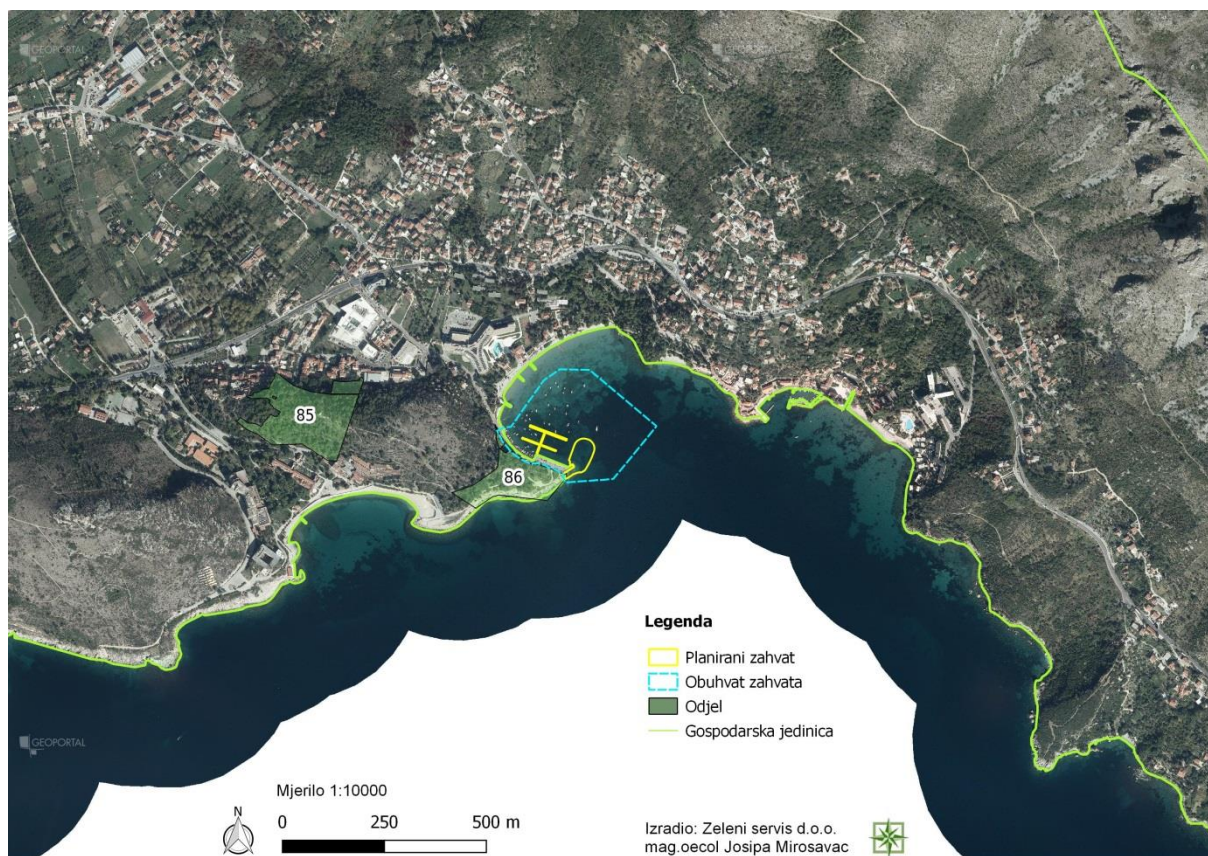 GEOPORTAL
GEOPORTAL
85
86
Legenda
Planirani zahvat
Obuhvat zahvata
Odjel
Gospodarska jedinica
GEOPORTAL
Mjerilo 1:10000
N
0 250 500 m
Izradio: Zeleni servis d.o.o.
mag.oecol Josipa Mirosavac